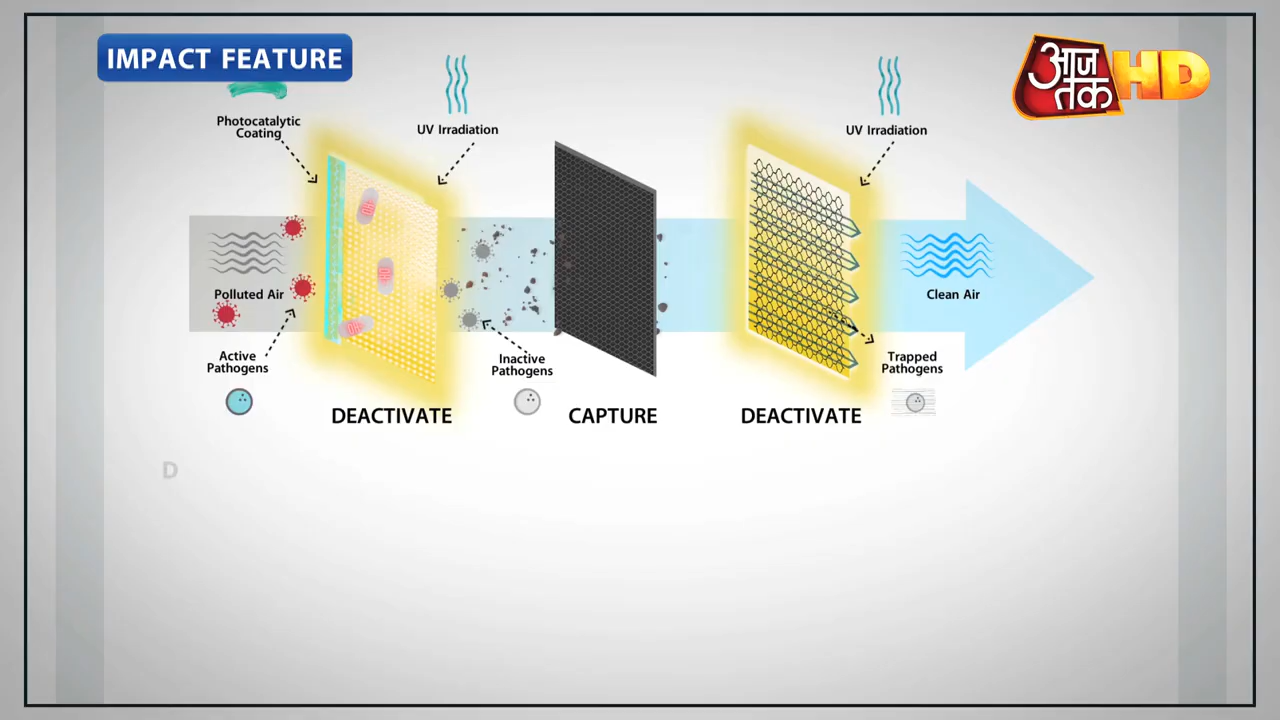 IMPACT FEATURE
आज
तक
HD
Photocatalytic
Coating
UV Irradiation
UV Irradiation
Polluted Air
Clean Air
Active
Pathogens
Inactive
Pathogens
Trapped
Pathogens
DEACTIVATE
CAPTURE
DEACTIVATE
D